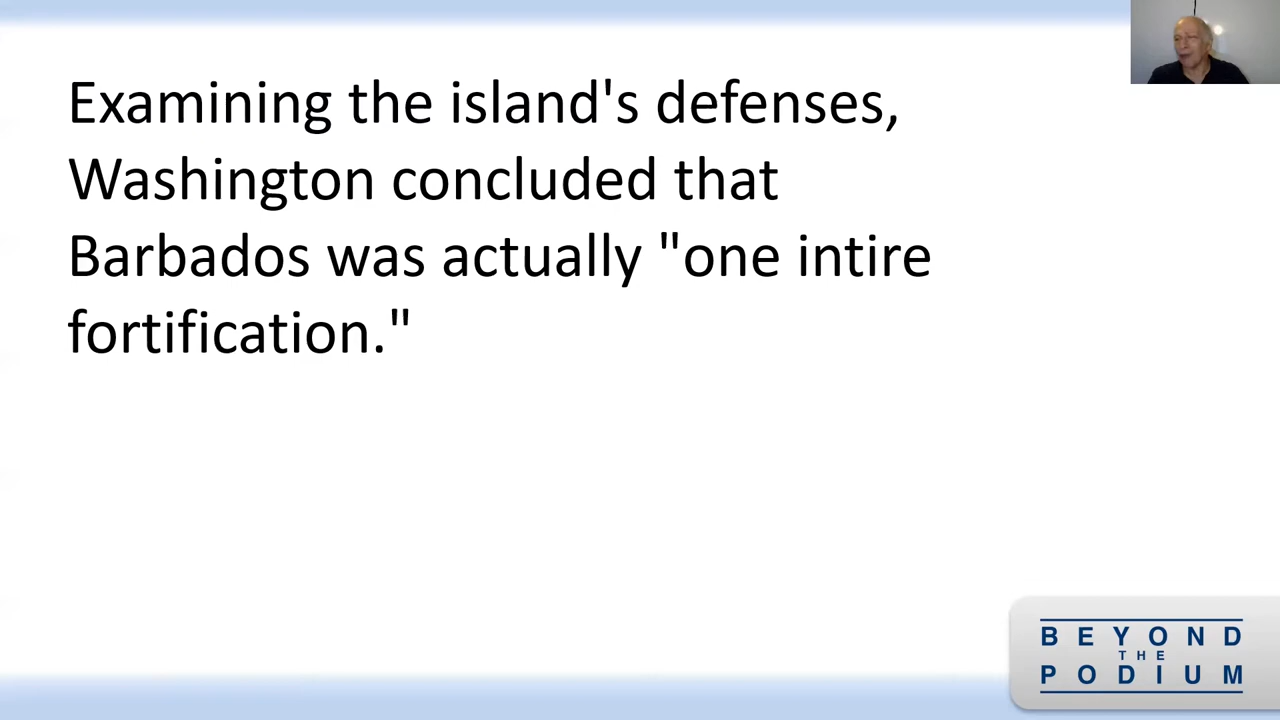 Examining the island's defenses,
Washington concluded that
Barbados was actually "one intire
fortification."
BEYOND
THE
PODIUM